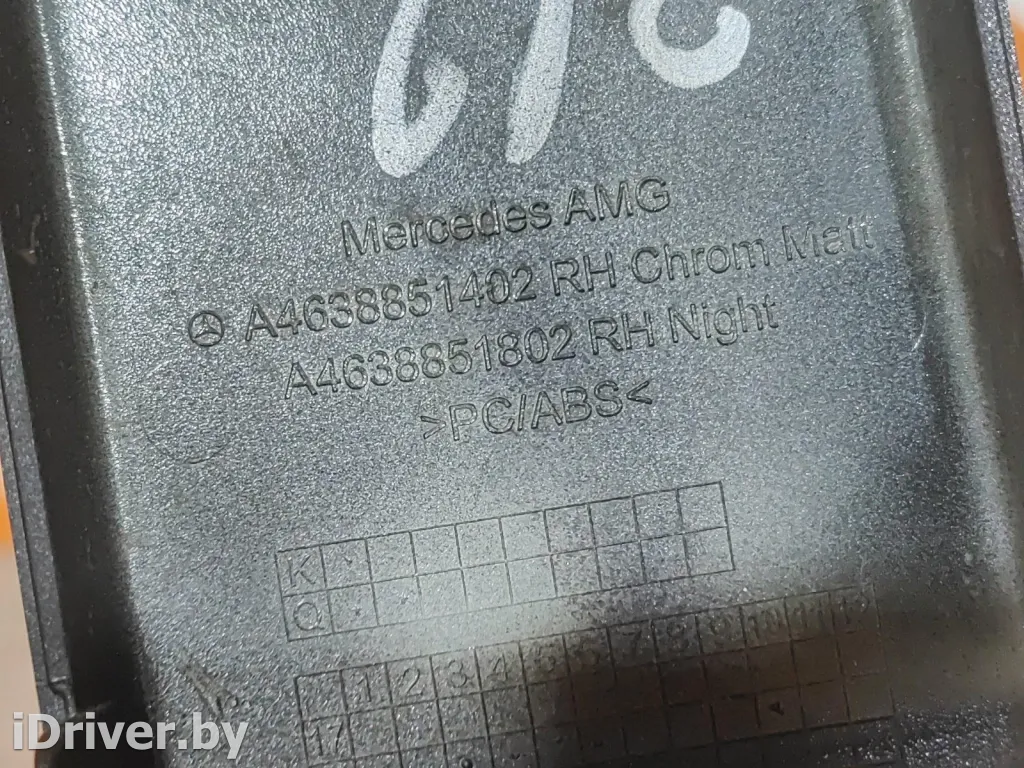 Mercedes AMG
A4638851402 RH Chrom Matt
A4638851802 RH Night
>PC/ABS<
K
Q
1 2 3 4 5 6 7 8 9 10 11 12
17
iDriver.by